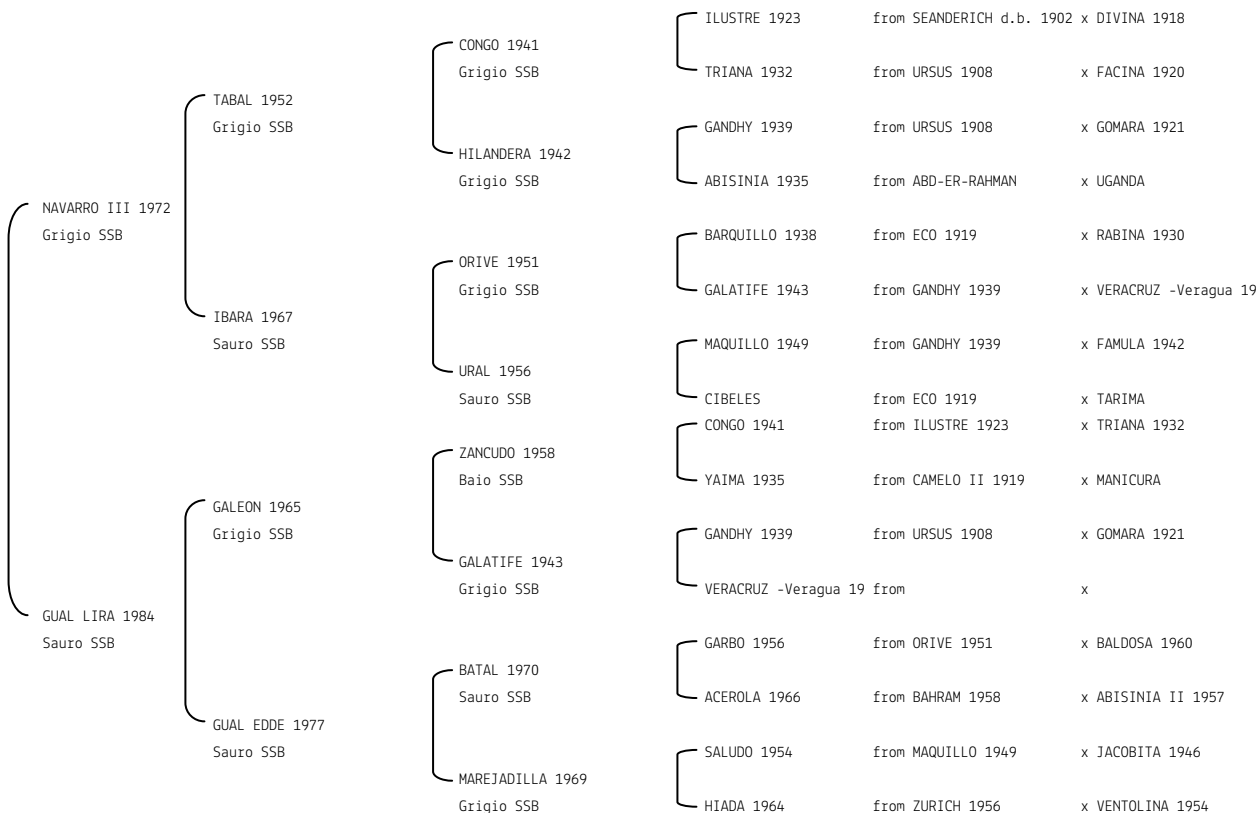 ILUSTRE 1923 from SEANDERICH d.b. 1902 x DIVINA 1918
CONGO 1941
Grigio SSB
TRIANA 1932 from URSUS 1908 x FACINA 1920
TABAL 1952
Grigio SSB
GANDHY 1939 from URSUS 1908 x GOMARA 1921
HILANDERA 1942
Grigio SSB
ABISINIA 1935 from ABD-ER-RAHMAN x UGANDA
NAVARRO III 1972
Grigio SSB
BARQUILLO 1938 from ECO 1919 x RABINA 1930
ORIVE 1951
Grigio SSB
GALATIFE 1943 from GANDHY 1939 x VERACRUZ -Veragua 19
IBARA 1967
Sauro SSB
MAQUILLO 1949 from GANDHY 1939 x FAMULA 1942
URAL 1956
Sauro SSB
CIBELES from ECO 1919 x TARIMA
CONGO 1941 from ILUSTRE 1923 x TRIANA 1932
ZANCUDO 1958
Baio SSB
YAIMA 1935 from CAMELO II 1919 x MANICURA
GALEON 1965
Grigio SSB
GANDHY 1939 from URSUS 1908 x GOMARA 1921
GALATIFE 1943
Grigio SSB
VERACRUZ -Veragua 19 from x
GUAL LIRA 1984
Sauro SSB
GARBO 1956 from ORIVE 1951 x BALDOSA 1960
BATAL 1970
Sauro SSB
ACEROLA 1966 from BAHRAM 1958 x ABISINIA II 1957
GUAL EDDE 1977
Sauro SSB
SALUDO 1954 from MAQUILLO 1949 x JACOBITA 1946
MAREJADILLA 1969
Grigio SSB
HIADA 1964 from ZURICH 1956 x VENTOLINA 1954